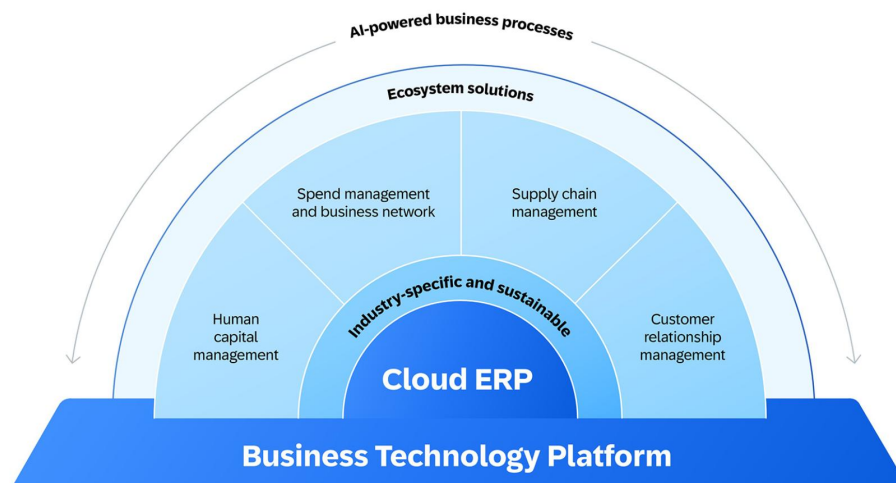 AI-powered business processes
Ecosystem solutions
Spend management
and business network
Supply chain
management
Human
capital
management
Industry-specific and sustainable
Customer
relationship
management
Cloud ERP
Business Technology Platform